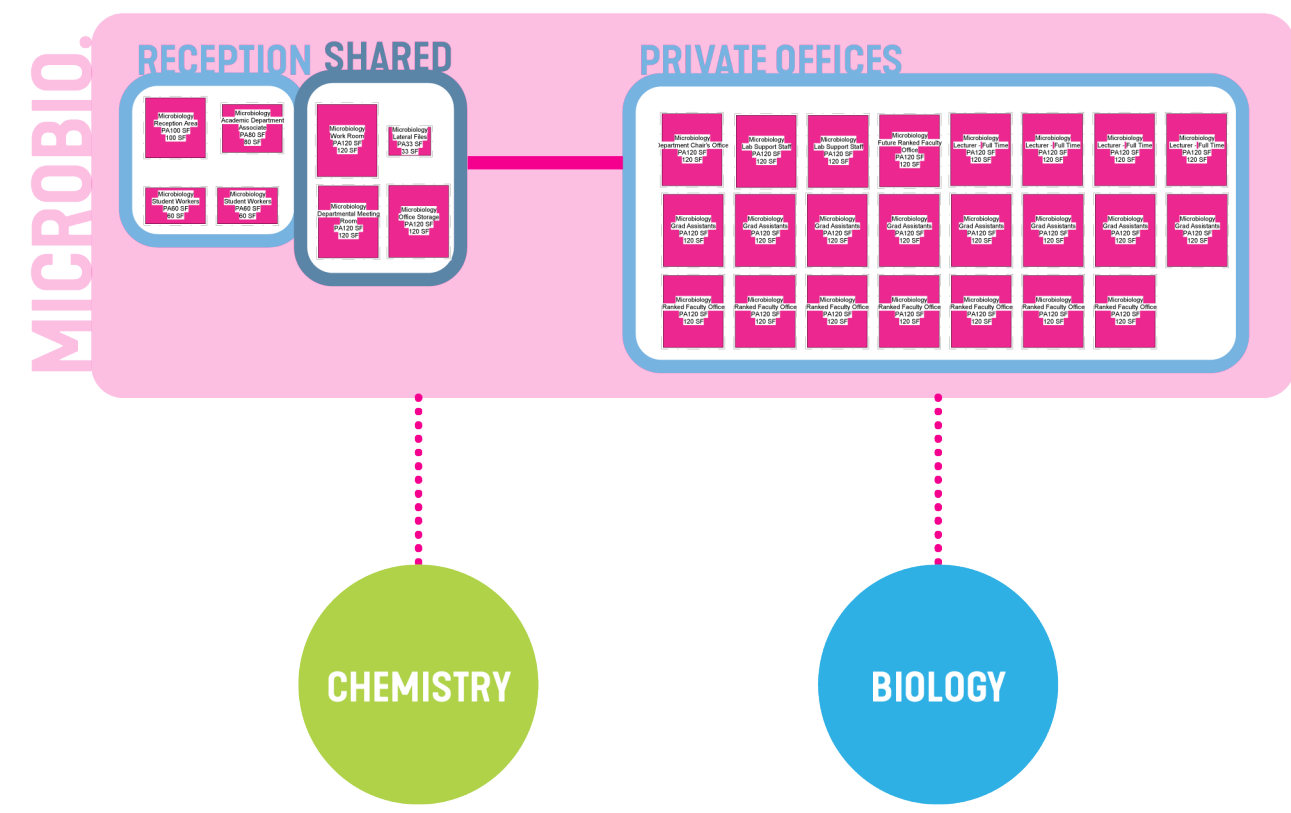 MICROBIO.
RECEPTION
SHARED
PRIVATE OFFICES
Microbiology
Reception Area
PA100 SF
100 SF
Microbiology
Academic Department
Associate
PA80 SF
80 SF
Microbiology
Student Workers
PA60 SF
60 SF
Microbiology
Student Workers
PA60 SF
60 SF
Microbiology
Work Room
PA120 SF
120 SF
Microbiology
Lateral Files
PA33 SF
33 SF
Microbiology
Departmental Meeting
Room
PA120 SF
120 SF
Microbiology
Office Storage
PA120 SF
120 SF
Microbiology
Department Chair's Office
PA120 SF
120 SF
Microbiology
Lab Support Staff
PA120 SF
120 SF
Microbiology
Lab Support Staff
PA120 SF
120 SF
Microbiology
Future Ranked Faculty
Office
PA120 SF
120 SF
Microbiology
Lecturer - Full Time
PA120 SF
120 SF
Microbiology
Lecturer - Full Time
PA120 SF
120 SF
Microbiology
Lecturer - Full Time
PA120 SF
120 SF
Microbiology
Lecturer - Full Time
PA120 SF
120 SF
Microbiology
Grad Assistants
PA120 SF
120 SF
Microbiology
Grad Assistants
PA120 SF
120 SF
Microbiology
Grad Assistants
PA120 SF
120 SF
Microbiology
Grad Assistants
PA120 SF
120 SF
Microbiology
Grad Assistants
PA120 SF
120 SF
Microbiology
Grad Assistants
PA120 SF
120 SF
Microbiology
Grad Assistants
PA120 SF
120 SF
Microbiology
Grad Assistants
PA120 SF
120 SF
Microbiology
Ranked Faculty Office
PA120 SF
120 SF
Microbiology
Ranked Faculty Office
PA120 SF
120 SF
Microbiology
Ranked Faculty Office
PA120 SF
120 SF
Microbiology
Ranked Faculty Office
PA120 SF
120 SF
Microbiology
Ranked Faculty Office
PA120 SF
120 SF
Microbiology
Ranked Faculty Office
PA120 SF
120 SF
Microbiology
Ranked Faculty Office
PA120 SF
120 SF
CHEMISTRY
BIOLOGY